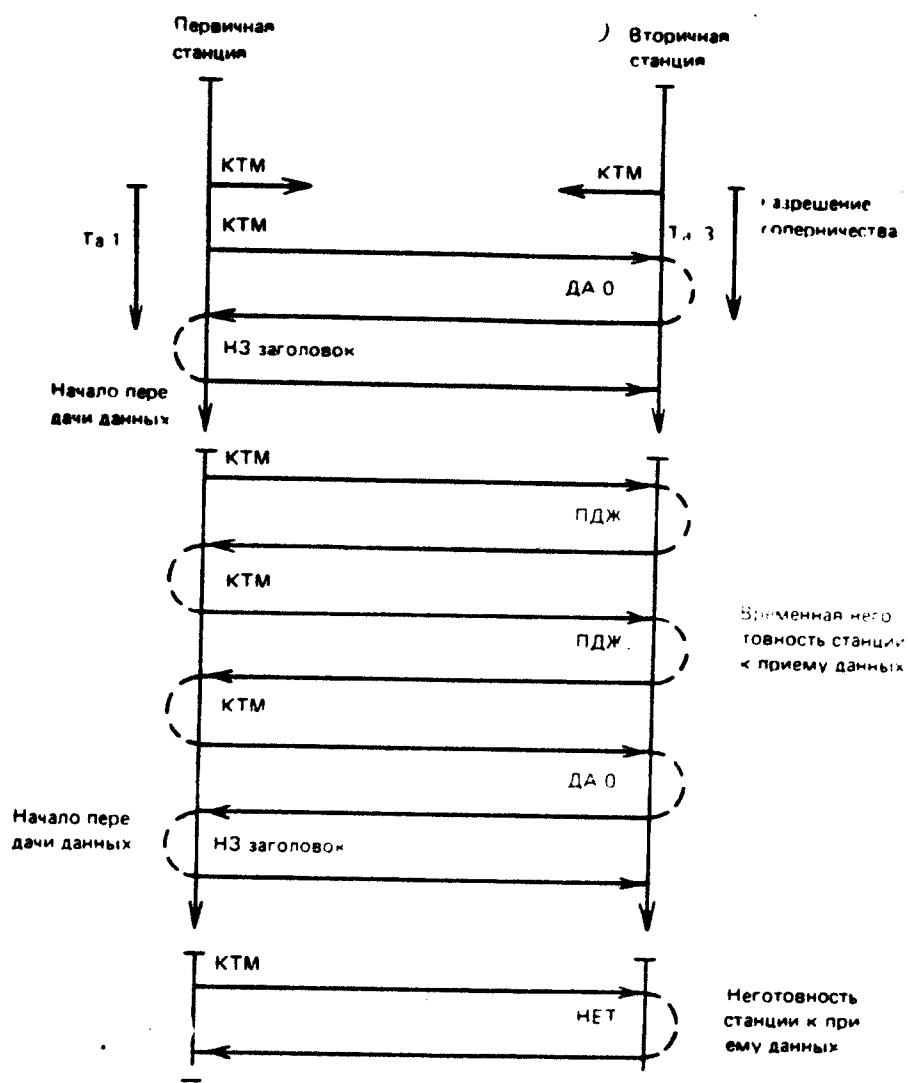 Первичная
станция
) Вторичная
станция
КТМ
КТМ
Та 1
КТМ
азрешение
оперничества
ДА 0
НЗ заголовок
Начало пере
дачи данных
КТМ
ПДЖ
КТМ
ПДЖ
Временная него
товность станции
к приему данных
КТМ
ДА 0
Начало пере
дачи данных
НЗ заголовок
КТМ
НЕТ
Неготовность
станции к при
ему данных